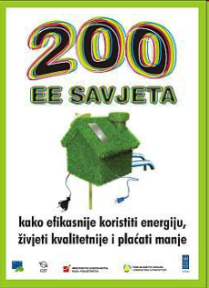 200
EE SAVJETA
kako efikasnije koristiti energiju,
živjeti kvalitetnije i plaćati manje